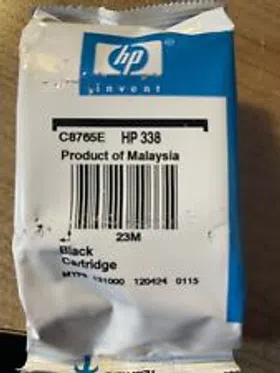 hp
invent
C8765E HP 338
Product of Malaysia
23M
Black
Cartridge
120424 0115